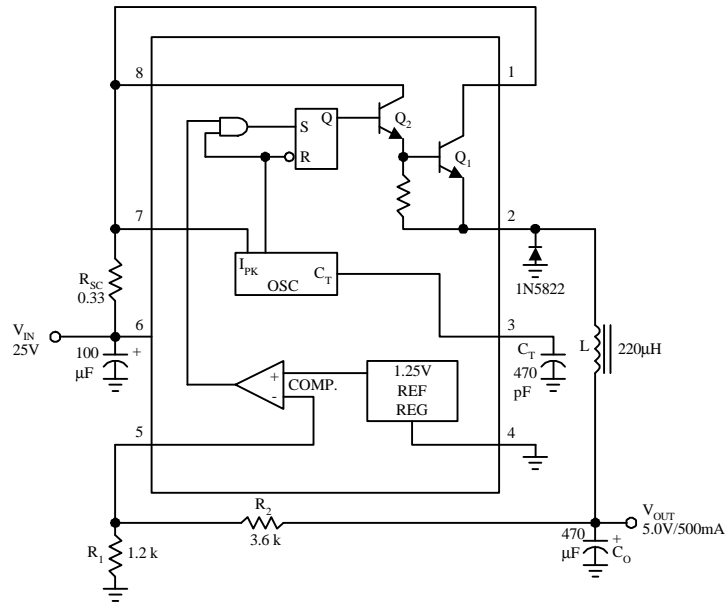 8
1
Q
Q2
S
R
Q1
7
2
IPK
CT
OSC
1N5822
RSC
0.33
VIN
25V
6
3
100
µF
+
CT
470
pF
L
220µH
+
-
COMP.
1.25V
REF
REG
5
4
R2
3.6 k
R1
1.2 k
VOUT
5.0V/500mA
470
µF
+
CO